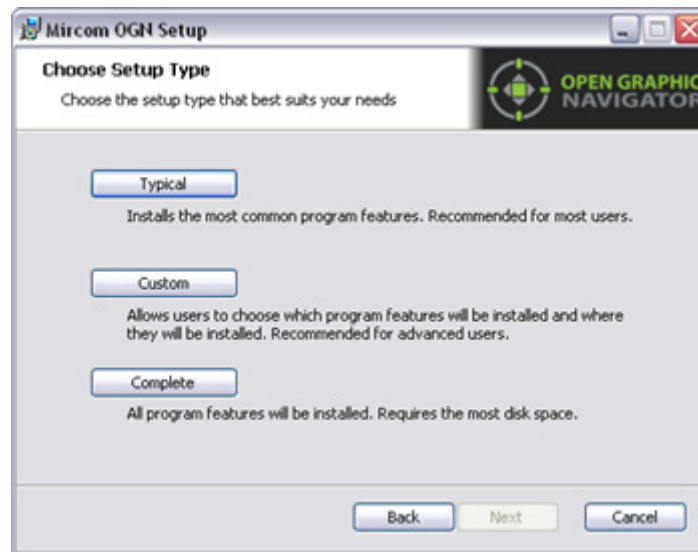 Mircom OGN Setup
Choose Setup Type
Choose the setup type that best suits your needs
OPEN GRAPHIC
NAVIGATOR
Typical
Installs the most common program features. Recommended for most users.
Custom
Allows users to choose which program features will be installed and where
they will be installed. Recommended for advanced users.
Complete
All program features will be installed. Requires the most disk space.
Back
Next
Cancel